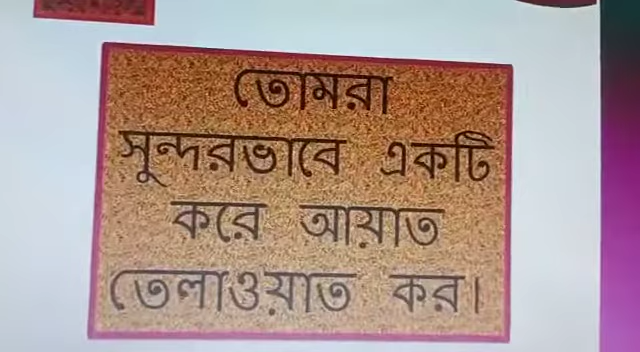 তোমরা
সুন্দরভাবে একটি
করে আয়াত
তেলাওয়াত কর।